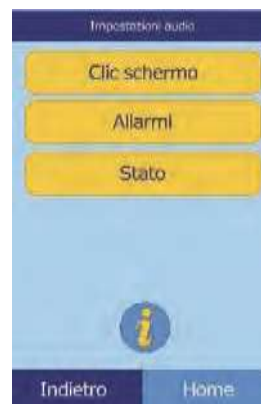 Impostazioni audio
Clic schermo
Allarmi
Stato
i
Indietro Home